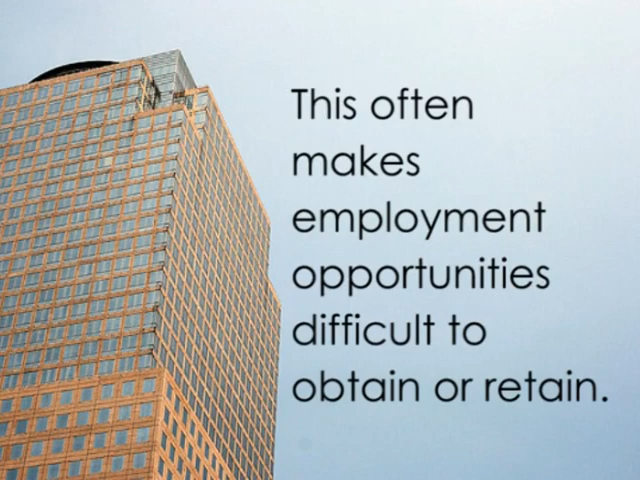 This often
makes
employment
opportunities
difficult to
obtain or retain.